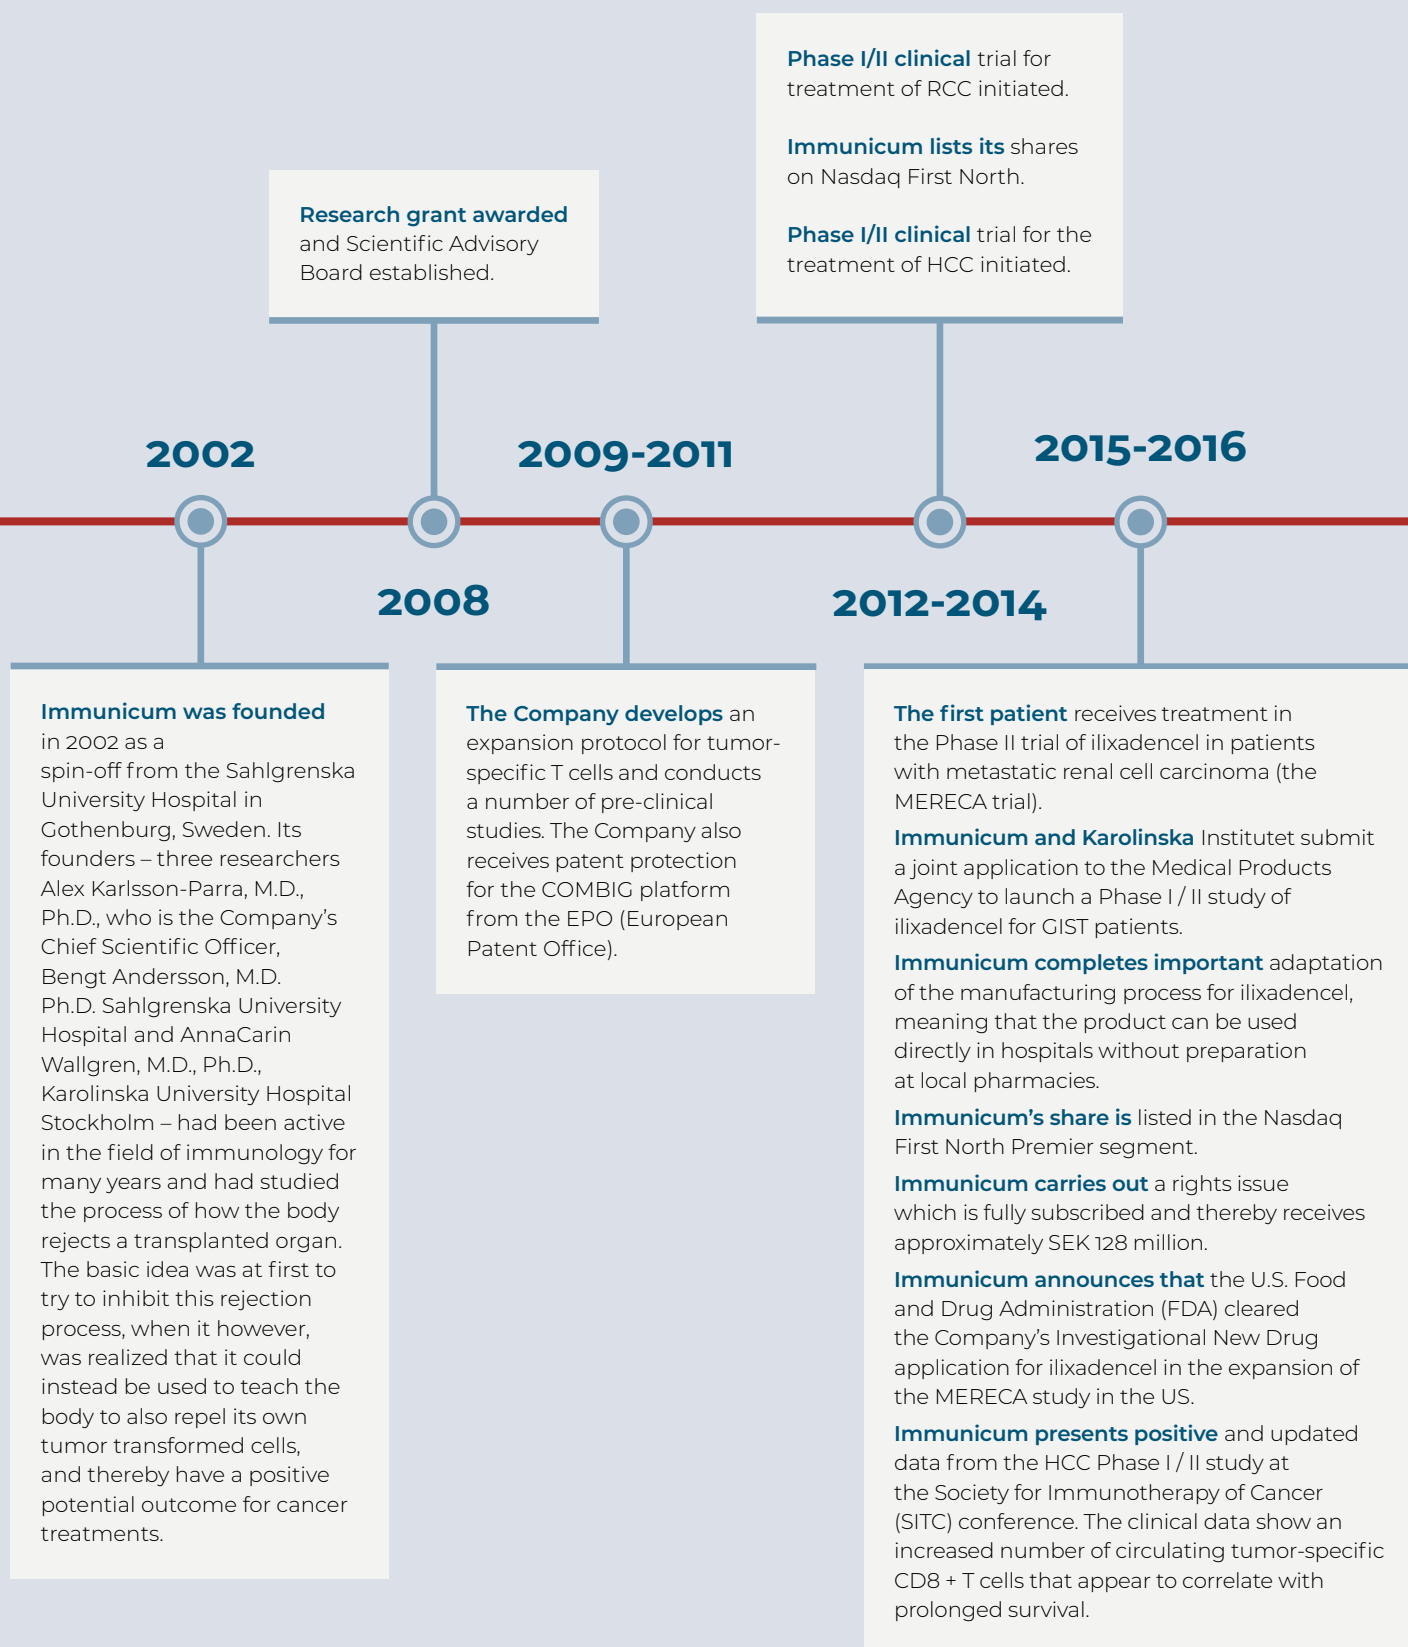 Phase I/II clinical trial for
treatment of RCC initiated.
Immunicum lists its shares
on Nasdaq First North.
Phase I/II clinical trial for the
treatment of HCC initiated.
Research grant awarded
and Scientific Advisory
Board established.
2002
2009-2011
2015-2016
2008
2012-2014
Immunicum was founded
in 2002 as a
spin-off from the Sahlgrenska
University Hospital in
Gothenburg, Sweden. Its
founders – three researchers
Alex Karlsson-Parra, M.D.,
Ph.D., who is the Company’s
Chief Scientific Officer,
Bengt Andersson, M.D.
Ph.D. Sahlgrenska University
Hospital and AnnaCarin
Wallgren, M.D., Ph.D.,
Karolinska University Hospital
Stockholm – had been active
in the field of immunology for
many years and had studied
the process of how the body
rejects a transplanted organ.
The basic idea was at first to
try to inhibit this rejection
process, when it however,
was realized that it could
instead be used to teach the
body to also repel its own
tumor transformed cells,
and thereby have a positive
potential outcome for cancer
treatments.
The Company develops an
expansion protocol for tumor-
specific T cells and conducts
a number of pre-clinical
studies. The Company also
receives patent protection
for the COMBIG platform
from the EPO (European
Patent Office).
The first patient receives treatment in
the Phase II trial of ilixadencel in patients
with metastatic renal cell carcinoma (the
MERECA trial).
Immunicum and Karolinska Institutet submit
a joint application to the Medical Products
Agency to launch a Phase I / II study of
ilixadencel for GIST patients.
Immunicum completes important adaptation
of the manufacturing process for ilixadencel,
meaning that the product can be used
directly in hospitals without preparation
at local pharmacies.
Immunicum’s share is listed in the Nasdaq
First North Premier segment.
Immunicum carries out a rights issue
which is fully subscribed and thereby receives
approximately SEK 128 million.
Immunicum announces that the U.S. Food
and Drug Administration (FDA) cleared
the Company’s Investigational New Drug
application for ilixadencel in the expansion of
the MERECA study in the US.
Immunicum presents positive and updated
data from the HCC Phase I / II study at
the Society for Immunotherapy of Cancer
(SITC) conference. The clinical data show an
increased number of circulating tumor-specific
CD8 + T cells that appear to correlate with
prolonged survival.